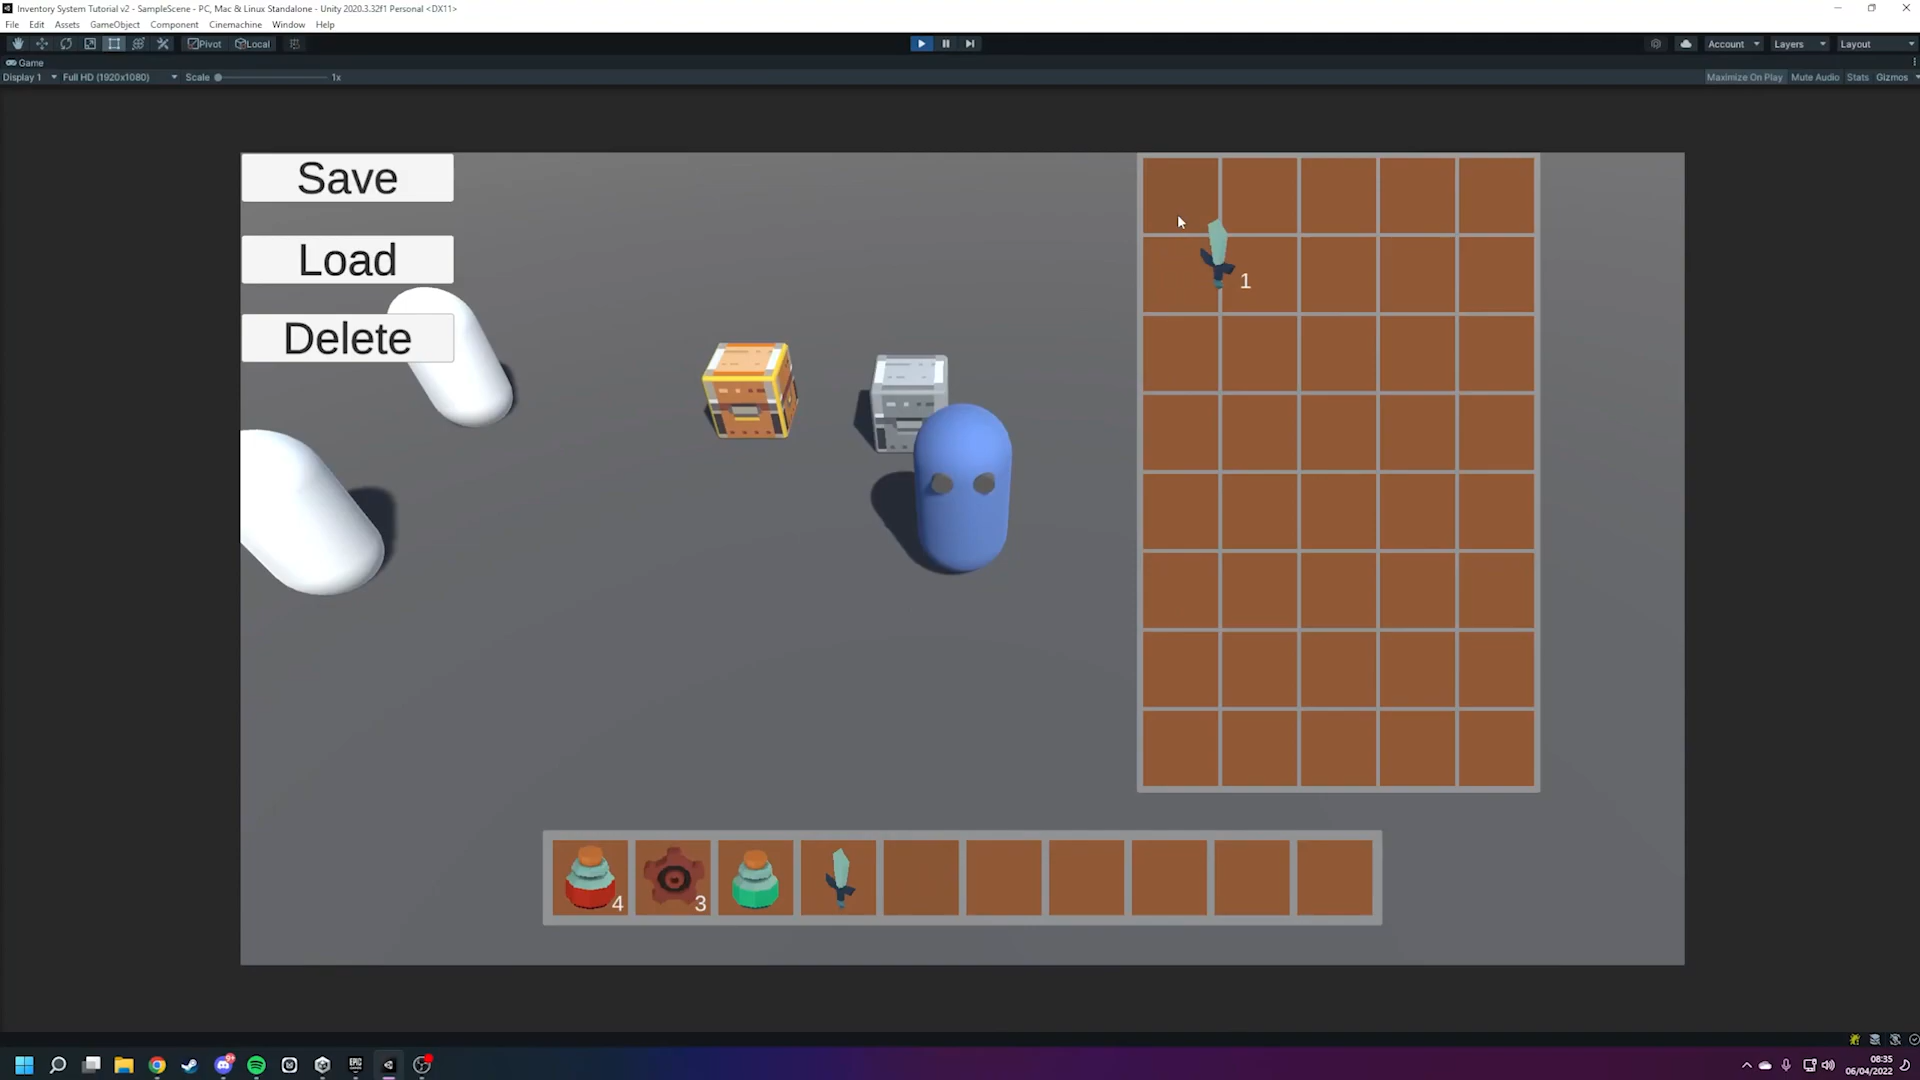 Inventory System Tutorial v2 - SampleScene - PC, Mac & Linux Standalone - Unity 2020.3.32f1 Personal <DX11>
File Edit Assets GameObject Component Cinemachine Window Help
Pivot Local Account Layers Layout
Game
Display 1 Full HD (1920x1080) Scale 1x Maximize On Play Mute Audio Stats Gizmos
Save
Load
Delete
1
4
3
08:35
06/04/2022